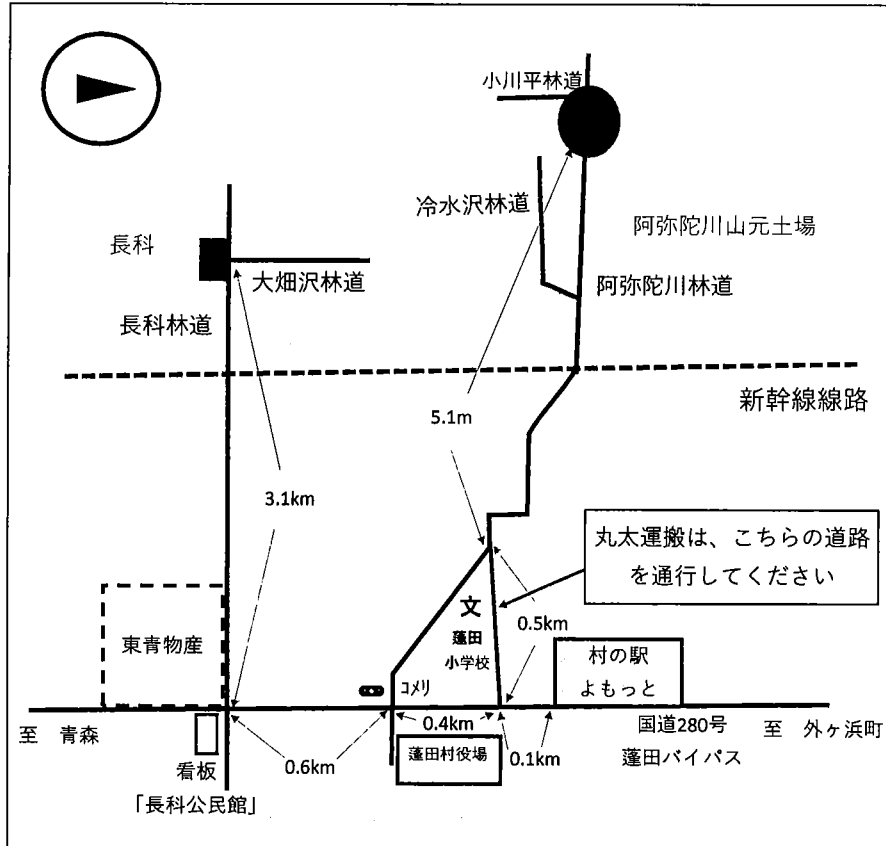 小川平林道
冷水沢林道
阿弥陀川山元土場
長科
大畑沢林道
阿弥陀川林道
長科林道
新幹線線路
5.1m
3.1km
丸太運搬は、こちらの道路
を通行してください
文
蓬田
小学校
0.5km
東青物産
村の駅
よもっと
コメリ
至 青森
0.4km
国道280号
至 外ヶ浜町
看板
0.6km
蓬田村役場
0.1km
蓬田バイパス
「長科公民館」